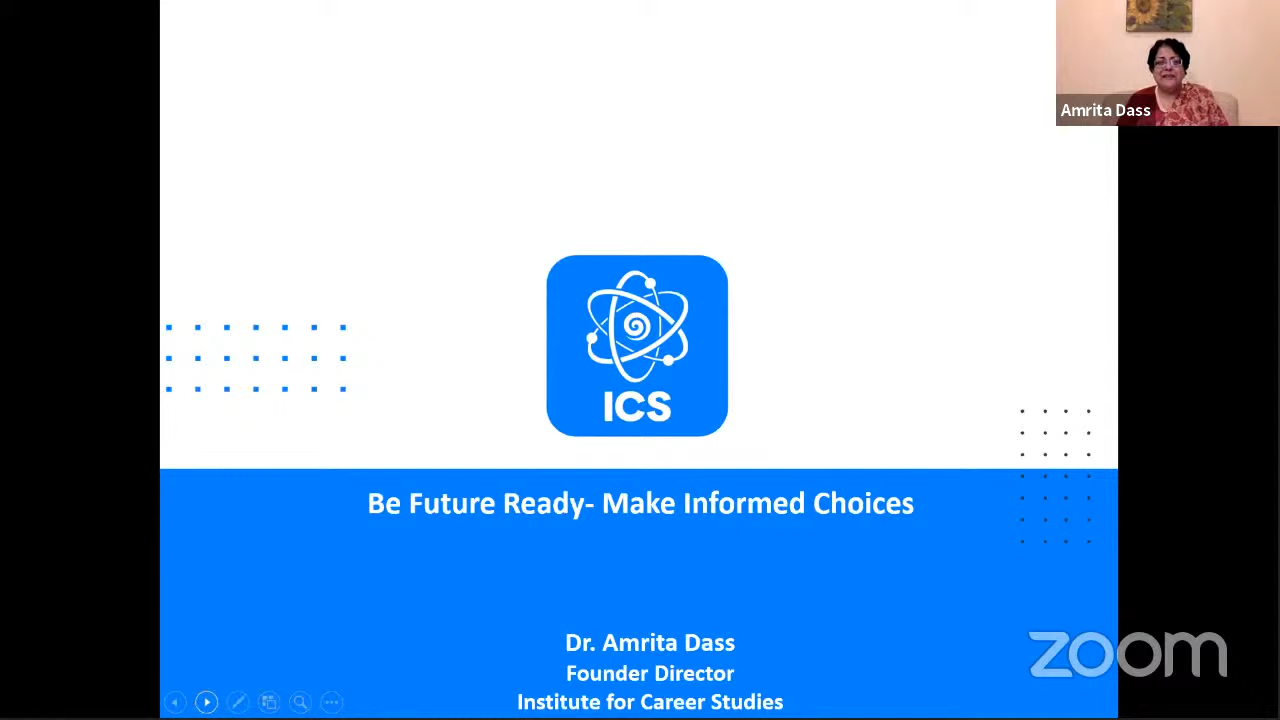 Amrita Dass
ICS
Be Future Ready- Make Informed Choices
Dr. Amrita Dass
Founder Director
Institute for Career Studies
zoom